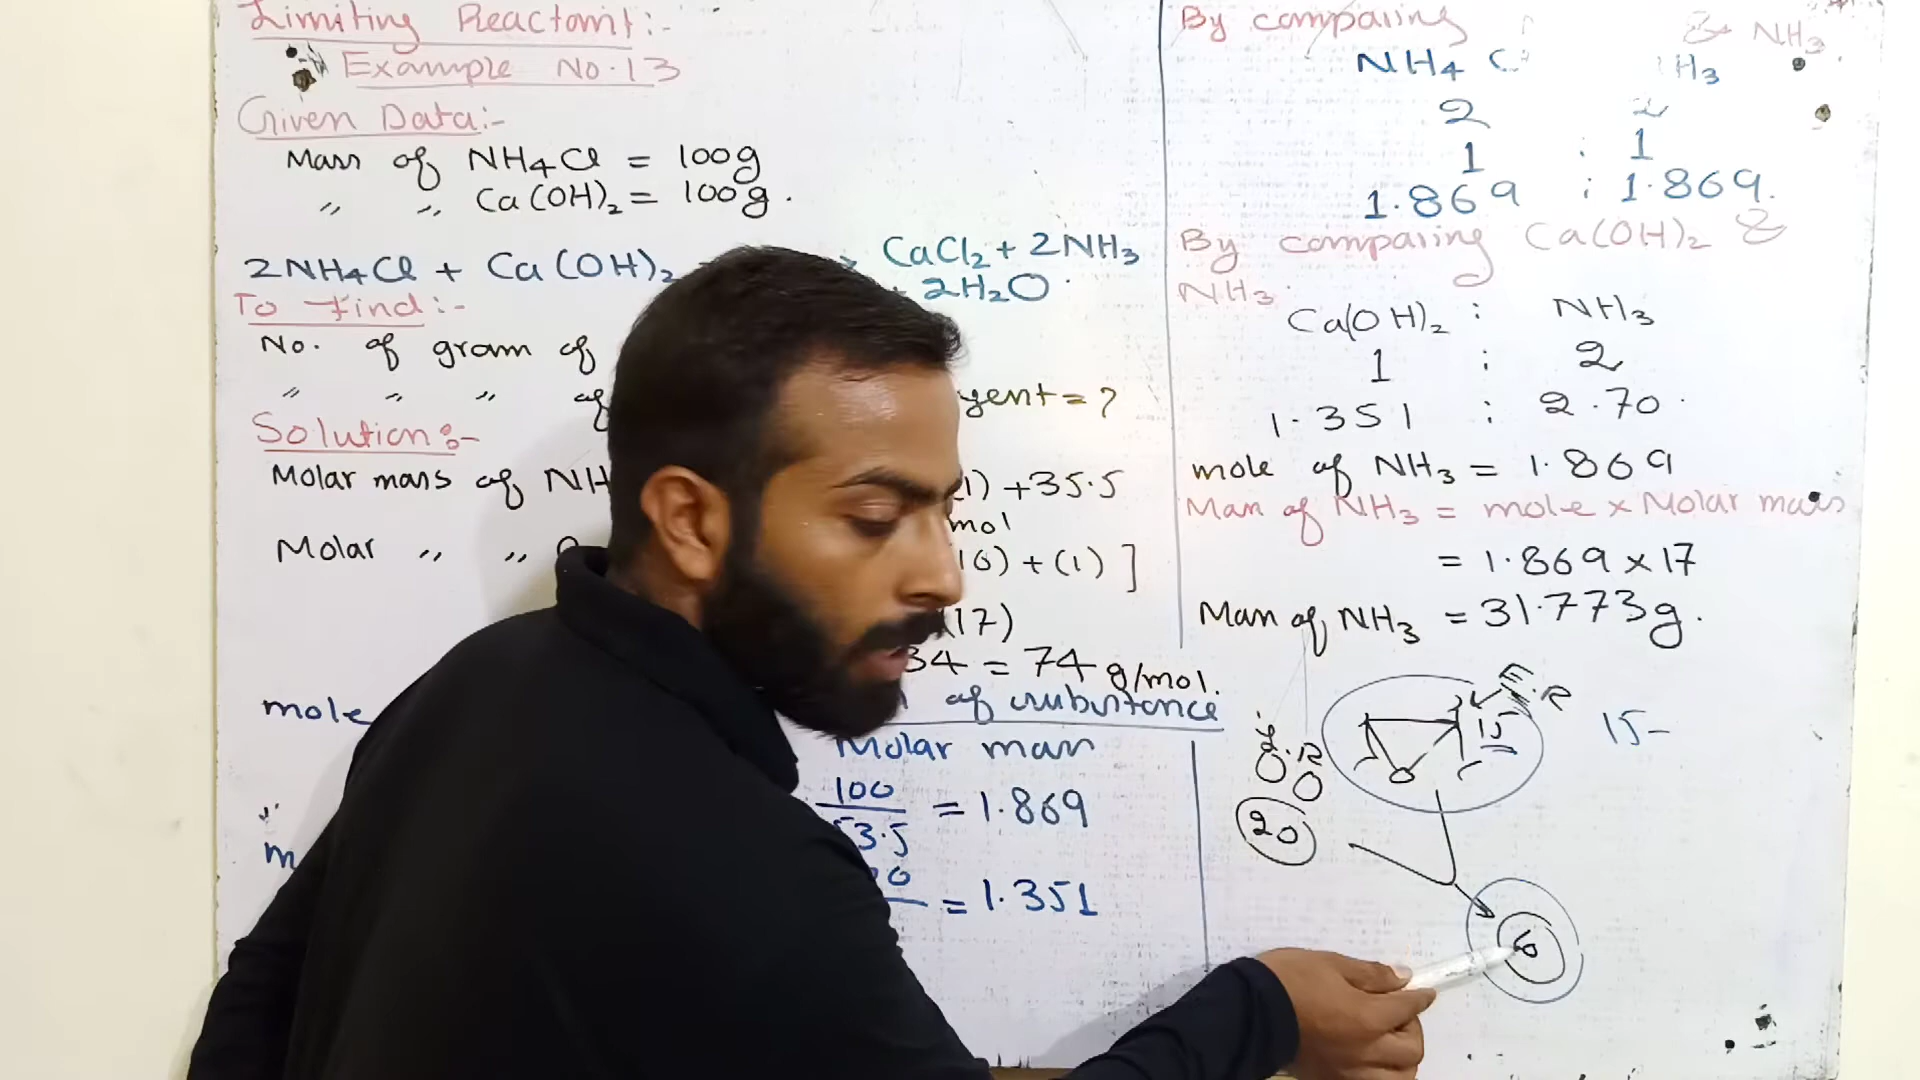 Limiting Reactant:-
Example No.13
Given Data:-
Mass of NH4Cl = 100g
" " Ca(OH)2 = 100g.
2NH4Cl + Ca(OH)2 → CaCl2 + 2NH3
+ 2H2O
To Find:-
No. of gram of
" " " of gent = ?
Solution:-
Molar mass of NH 1) + 35.5
mol
Molar " " 16) + (1) ]
(17)
34 = 74 g/mol.
mole of substance
Molar mass
100
53.5 = 1.869
m 00 = 1.351
By comparing & NH3
NH4 C H3
2 2
1 : 1
1.869 : 1.869.
By comparing Ca(OH)2 &
NH3.
Ca(OH)2 : NH3
1 : 2
1.351 : 2.70.
mole of NH3 = 1.869
Mass of NH3 = mole x Molar mass
= 1.869 x 17
Mass of NH3 = 31.773g.
E.R
15
15-
20
6